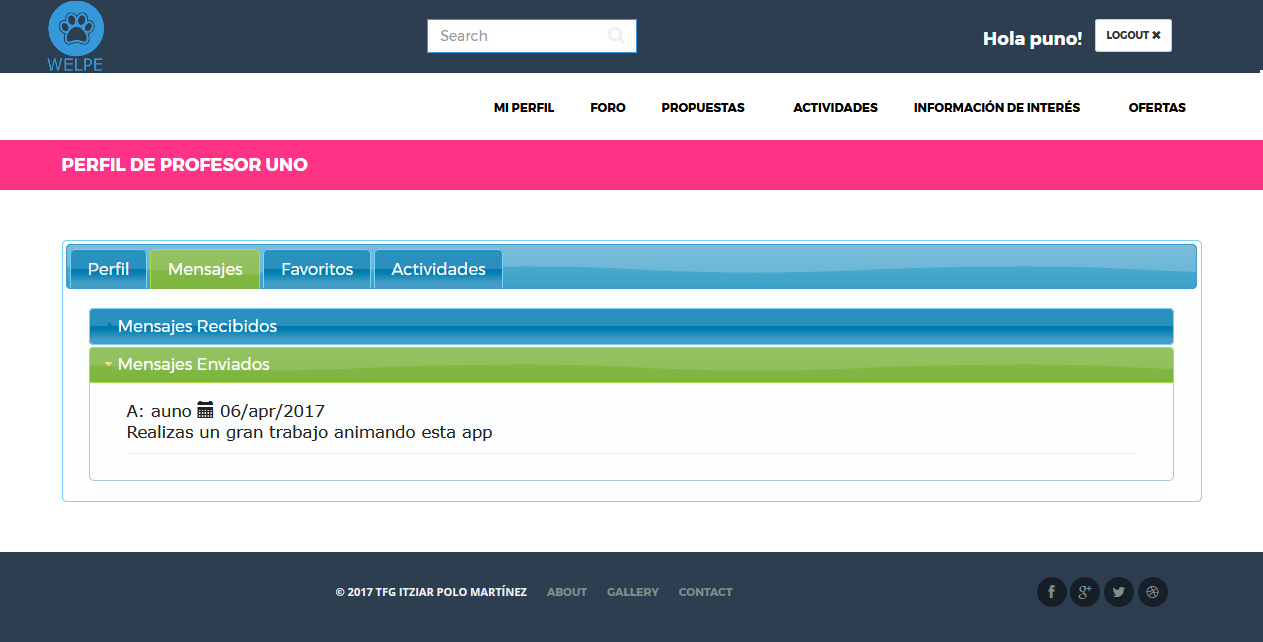 WELPE
Search
Hola puno!
LOGOUT ✖
MI PERFIL FORO PROPUESTAS ACTIVIDADES INFORMACIÓN DE INTERÉS OFERTAS
PERFIL DE PROFESOR UNO
Perfil Mensajes Favoritos Actividades
Mensajes Recibidos
Mensajes Enviados
A: auno 06/apr/2017
Realizas un gran trabajo animando esta app
© 2017 TFG ITZIAR POLO MARTÍNEZ ABOUT GALLERY CONTACT